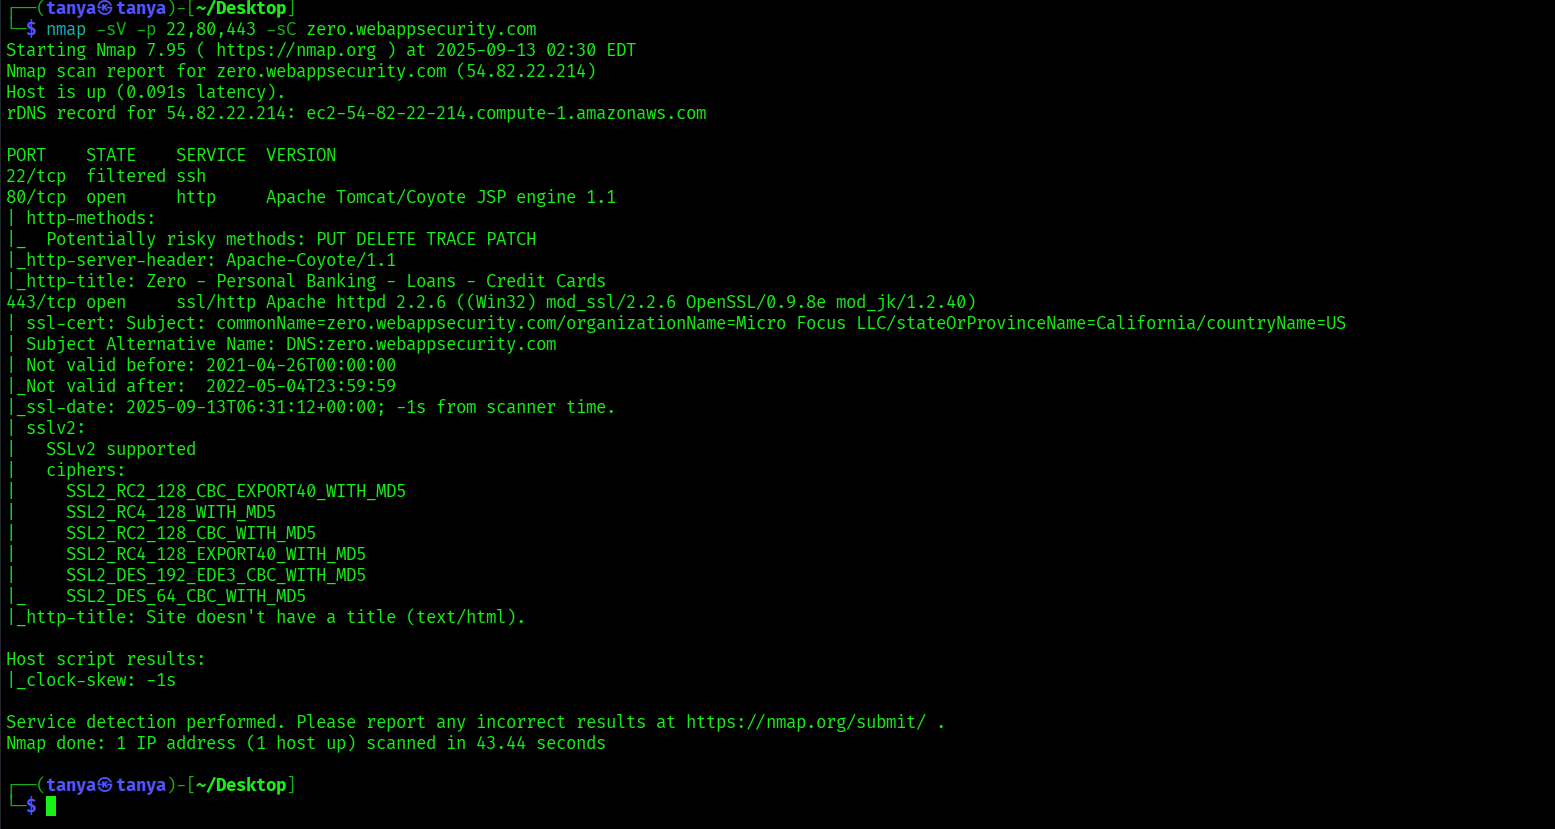 ┌──(tanya㉿tanya)-[~/Desktop]
└─$ nmap -sV -p 22,80,443 -sC zero.webappsecurity.com
Starting Nmap 7.95 ( https://nmap.org ) at 2025-09-13 02:30 EDT
Nmap scan report for zero.webappsecurity.com (54.82.22.214)
Host is up (0.091s latency).
rDNS record for 54.82.22.214: ec2-54-82-22-214.compute-1.amazonaws.com

PORT    STATE    SERVICE  VERSION
22/tcp  filtered ssh
80/tcp  open     http     Apache Tomcat/Coyote JSP engine 1.1
| http-methods:
|_  Potentially risky methods: PUT DELETE TRACE PATCH
|_http-server-header: Apache-Coyote/1.1
|_http-title: Zero - Personal Banking - Loans - Credit Cards
443/tcp open     ssl/http Apache httpd 2.2.6 ((Win32) mod_ssl/2.2.6 OpenSSL/0.9.8e mod_jk/1.2.40)
| ssl-cert: Subject: commonName=zero.webappsecurity.com/organizationName=Micro Focus LLC/stateOrProvinceName=California/countryName=US
| Subject Alternative Name: DNS:zero.webappsecurity.com
| Not valid before: 2021-04-26T00:00:00
|_Not valid after:  2022-05-04T23:59:59
|_ssl-date: 2025-09-13T06:31:12+00:00; -1s from scanner time.
| sslv2:
|   SSLv2 supported
|   ciphers:
|     SSL2_RC2_128_CBC_EXPORT40_WITH_MD5
|     SSL2_RC4_128_WITH_MD5
|     SSL2_RC2_128_CBC_WITH_MD5
|     SSL2_RC4_128_EXPORT40_WITH_MD5
|     SSL2_DES_192_EDE3_CBC_WITH_MD5
|_    SSL2_DES_64_CBC_WITH_MD5
|_http-title: Site doesn't have a title (text/html).

Host script results:
|_clock-skew: -1s

Service detection performed. Please report any incorrect results at https://nmap.org/submit/ .
Nmap done: 1 IP address (1 host up) scanned in 43.44 seconds

┌──(tanya㉿tanya)-[~/Desktop]
└─$